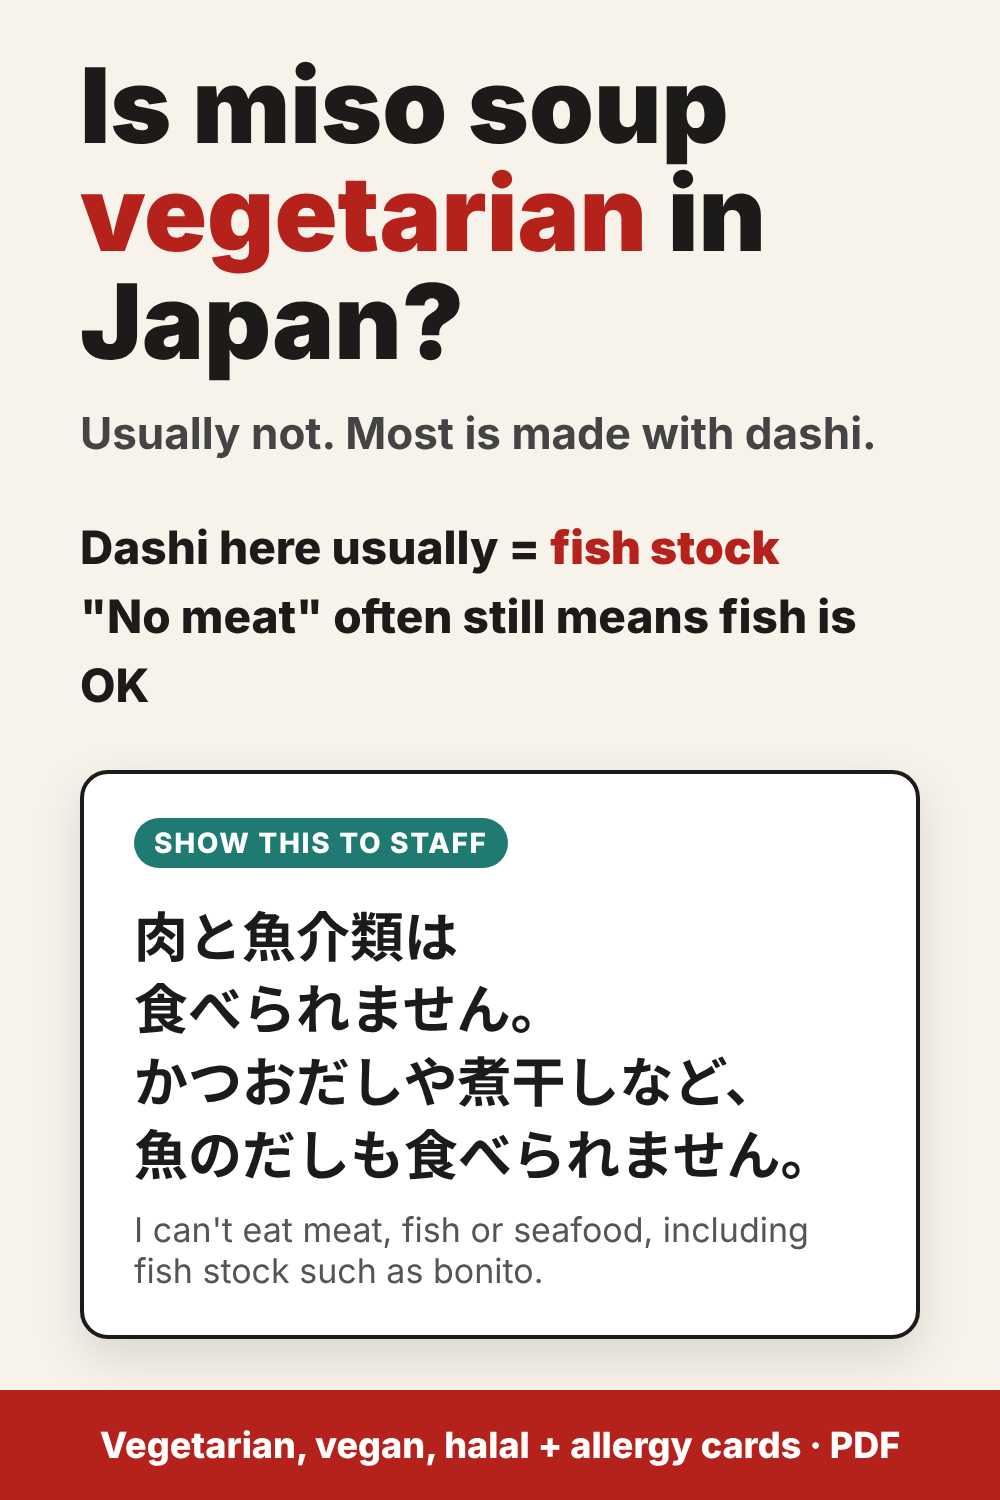 Is miso soup
vegetarian in
Japan?
Usually not. Most is made with dashi.
Dashi here usually = fish stock
"No meat" often still means fish is
OK
SHOW THIS TO STAFF
肉と魚介類は
食べられません。
かつおだしや煮干しなど、
魚のだしも食べられません。
I can't eat meat, fish or seafood, including
fish stock such as bonito.
Vegetarian, vegan, halal + allergy cards · PDF